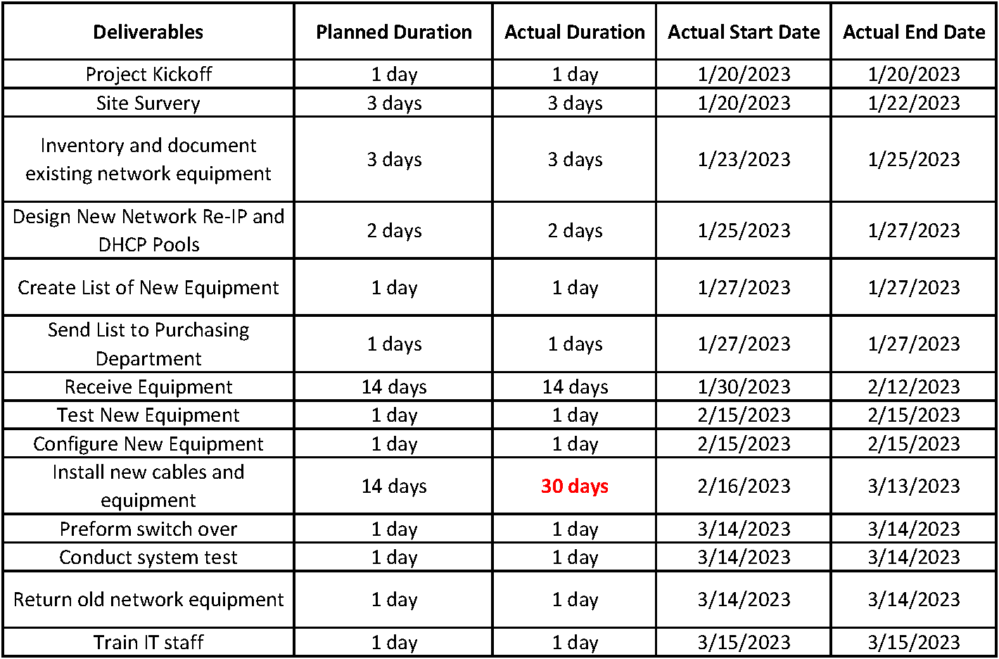 Deliverables Planned Duration Actual Duration Actual Start Date Actual End Date
Project Kickoff 1 day 1 day 1/20/2023 1/20/2023
Site Survery 3 days 3 days 1/20/2023 1/22/2023
Inventory and document
existing network equipment 3 days 3 days 1/23/2023 1/25/2023
Design New Network Re-IP and
DHCP Pools 2 days 2 days 1/25/2023 1/27/2023
Create List of New Equipment 1 day 1 day 1/27/2023 1/27/2023
Send List to Purchasing
Department 1 days 1 days 1/27/2023 1/27/2023
Receive Equipment 14 days 14 days 1/30/2023 2/12/2023
Test New Equipment 1 day 1 day 2/15/2023 2/15/2023
Configure New Equipment 1 day 1 day 2/15/2023 2/15/2023
Install new cables and
equipment 14 days 30 days 2/16/2023 3/13/2023
Preform switch over 1 day 1 day 3/14/2023 3/14/2023
Conduct system test 1 day 1 day 3/14/2023 3/14/2023
Return old network equipment 1 day 1 day 3/14/2023 3/14/2023
Train IT staff 1 day 1 day 3/15/2023 3/15/2023